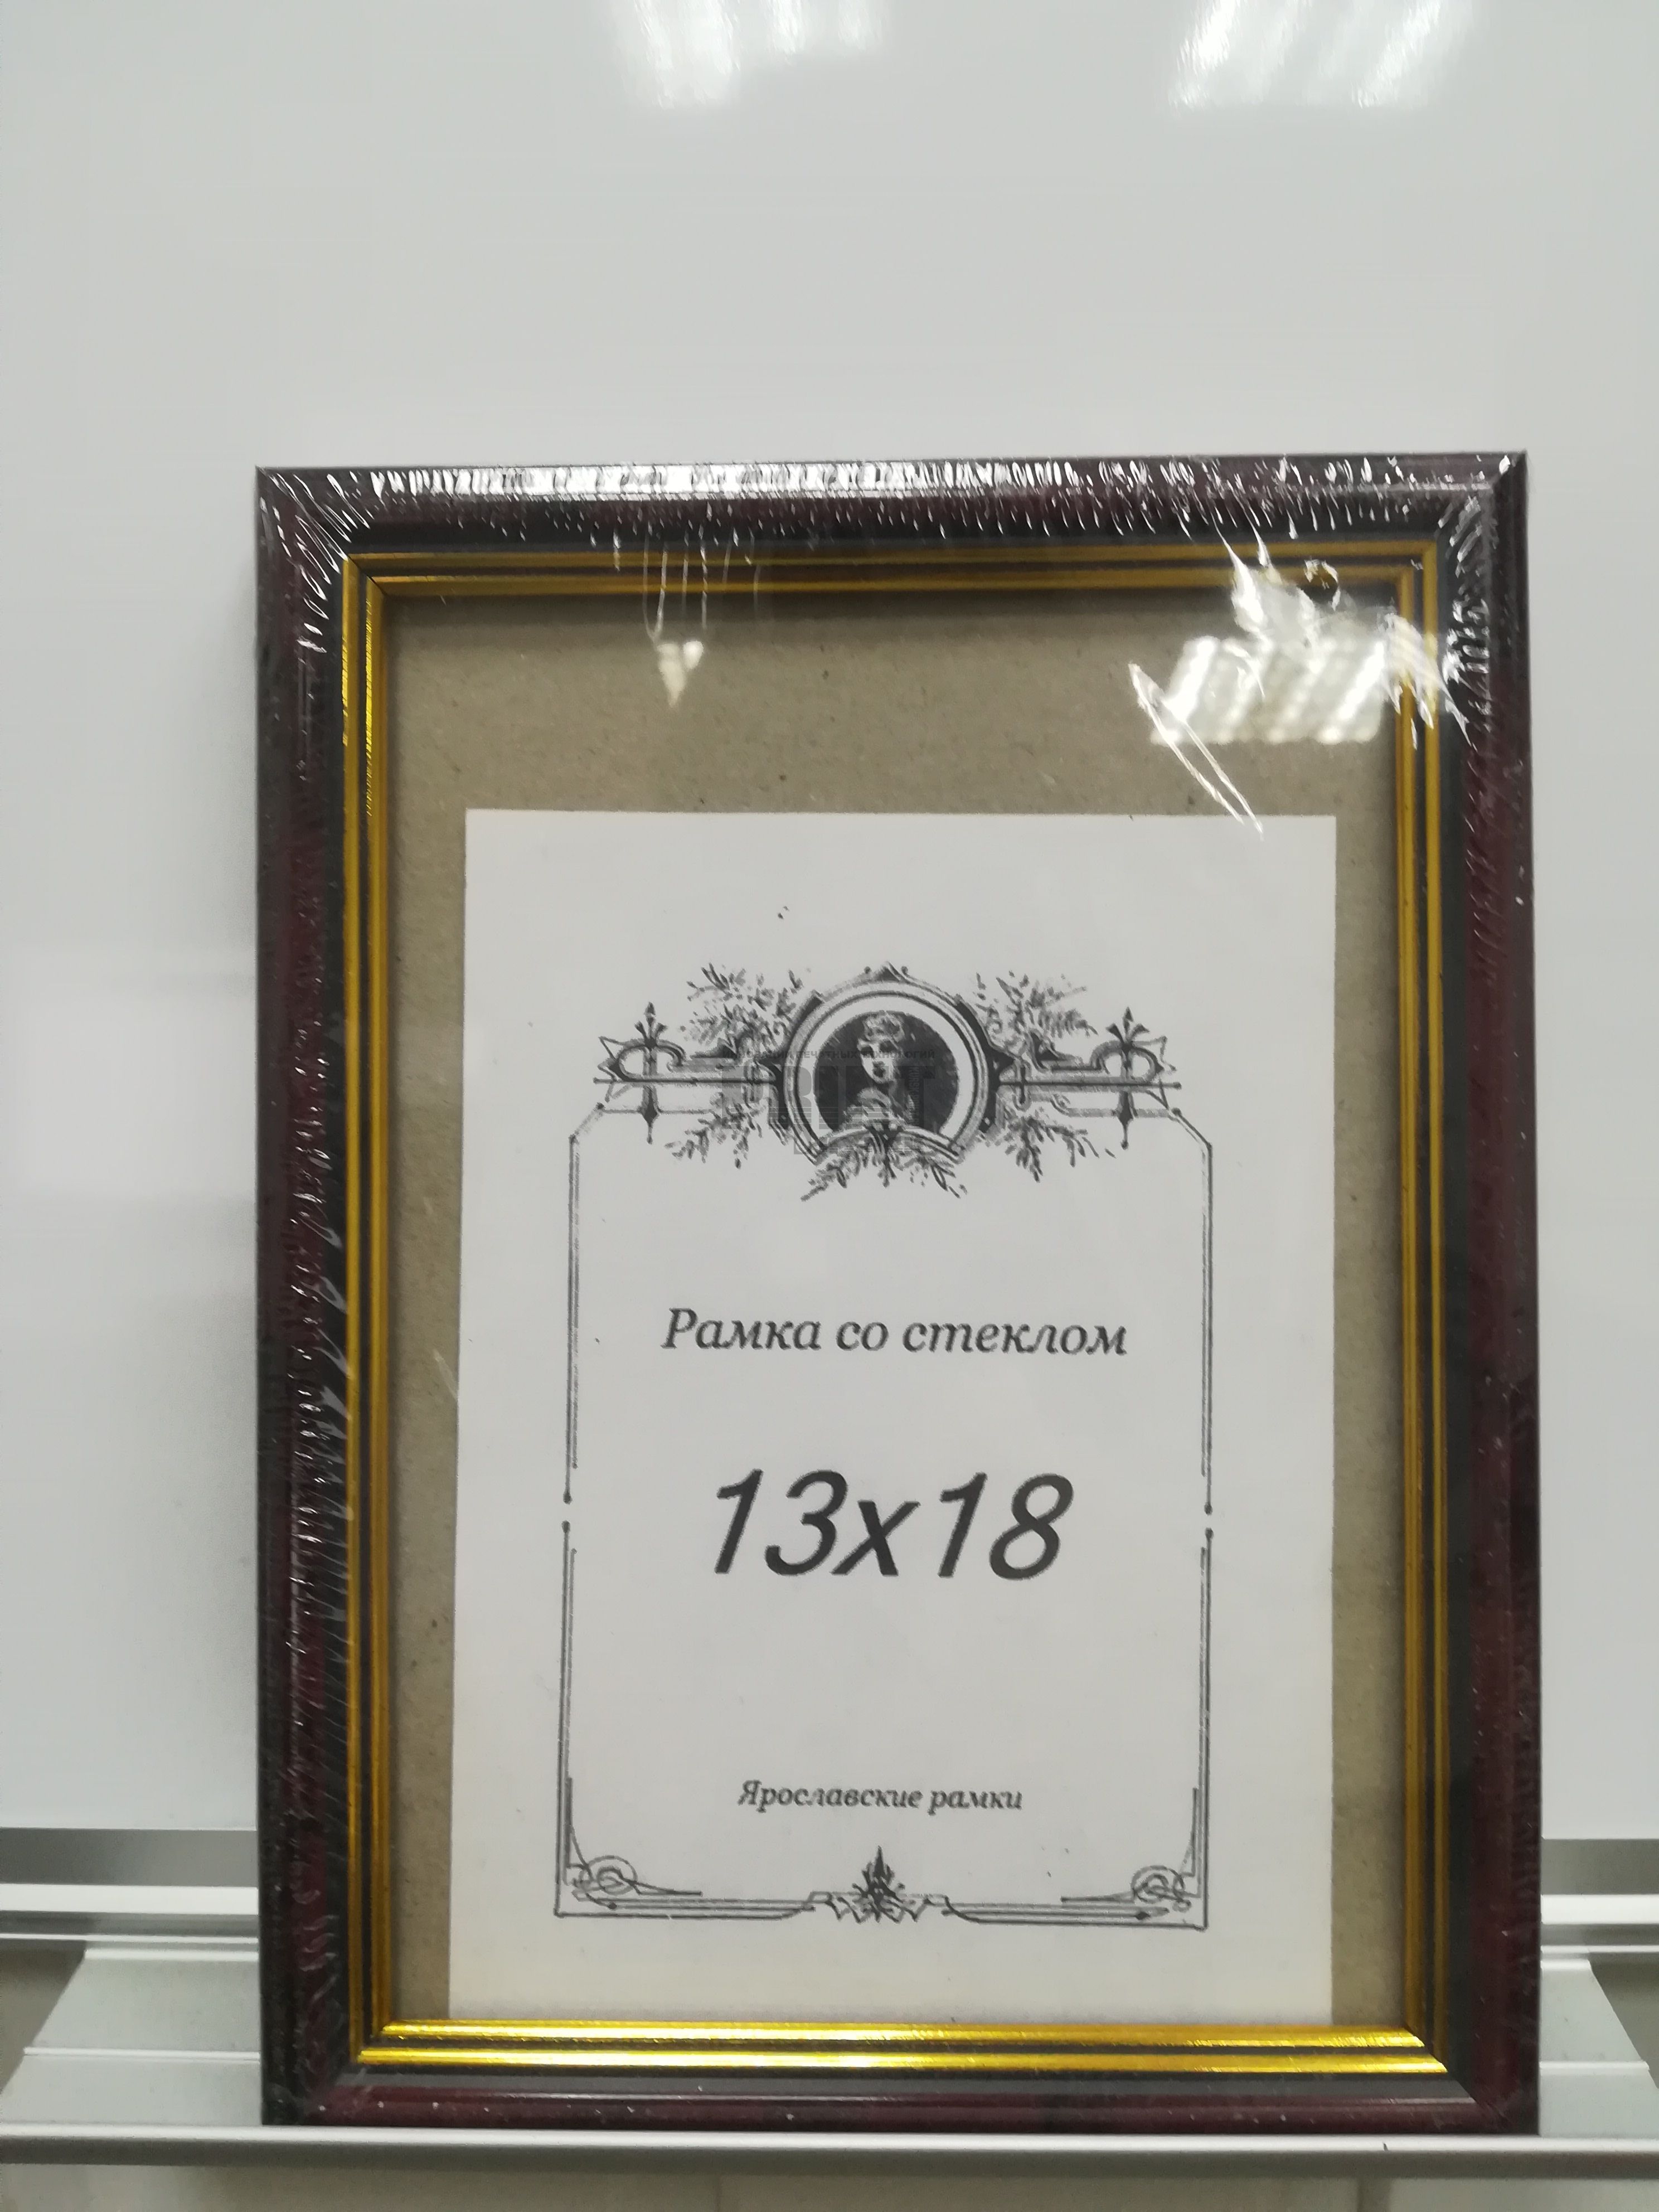 Рамка со стеклом
13x18
Ярославские рамки